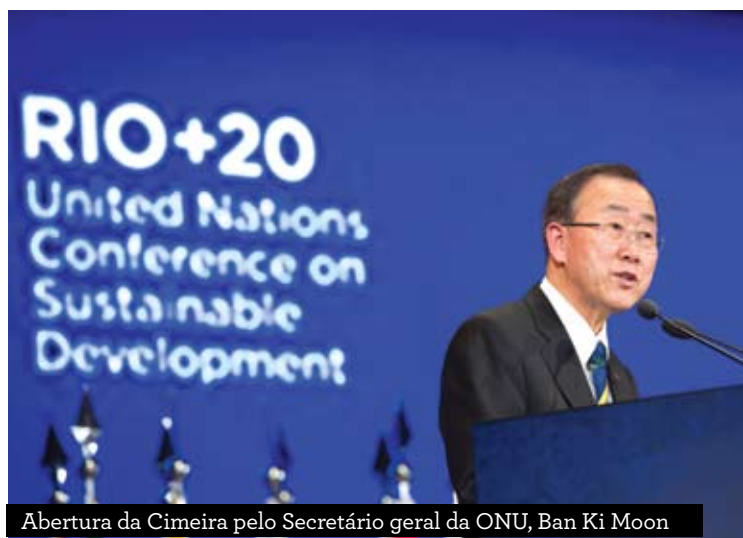 RIO+20
United Nations
Conference on
Sustainable
Development
Abertura da Cimeira pelo Secretário geral da ONU, Ban Ki Moon